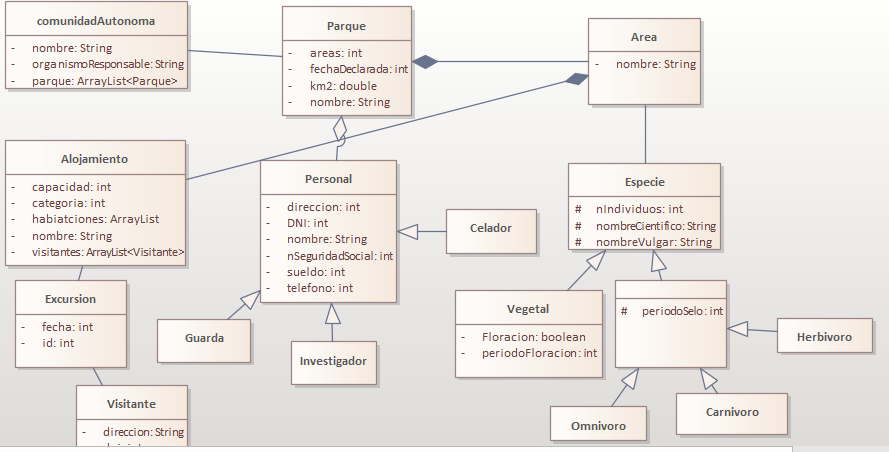 comunidadAutonoma
- nombre: String
- organismoResponsable: String
- parque: ArrayList<Parque>
Parque
- areas: int
- fechaDeclarada: int
- km2: double
- nombre: String
Area
- nombre: String
Alojamiento
- capacidad: int
- categoria: int
- habiatciones: ArrayList
- nombre: String
- visitantes: ArrayList<Visitante>
Personal
- direccion: int
- DNI: int
- nombre: String
- nSeguridadSocial: int
- sueldo: int
- telefono: int
Celador
Especie
# nIndividuos: int
# nombreCientifico: String
# nombreVulgar: String
Excursion
- fecha: int
- id: int
Guarda
Investigador
Vegetal
- Floracion: boolean
- periodoFloracion: int
# periodoSelo: int
Herbivoro
Visitante
- direccion: String
Omnivoro
Carnivoro